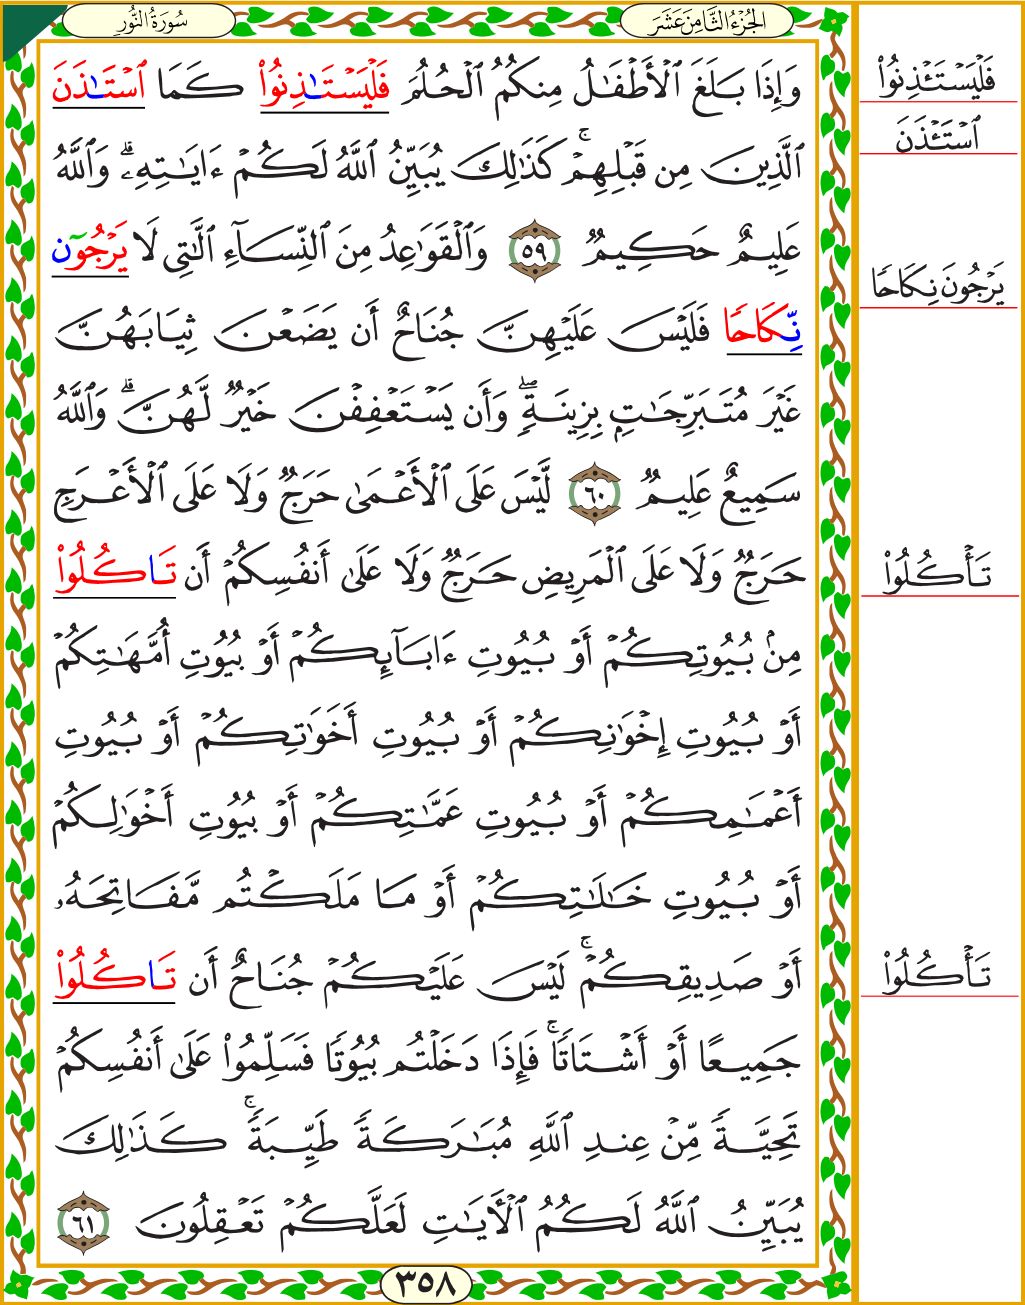 الجُزْءُ الثَّامِنَ عَشَرَ
سُورَةُ النُّورِ
وَإِذَا بَلَغَ ٱلْأَطْفَـٰلُ مِنكُمُ ٱلْحُلُمَ فَلْيَسْتَـٰذِنُوا۟ كَمَا ٱسْتَـٰذَنَ
ٱلَّذِينَ مِن قَبْلِهِمْ ۚ كَذَٰلِكَ يُبَيِّنُ ٱللَّهُ لَكُمْ ءَايَـٰتِهِۦ ۗ وَٱللَّهُ
عَلِيمٌ حَكِيمٌ ٥٩ وَٱلْقَوَٰعِدُ مِنَ ٱلنِّسَآءِ ٱلَّـٰتِى لَا يَرْجُوٓن
نِّكَاحًا فَلَيْسَ عَلَيْهِنَّ جُنَاحٌ أَن يَضَعْنَ ثِيَابَهُنَّ
غَيْرَ مُتَبَرِّجَـٰتٍۭ بِزِينَةٍ ۖ وَأَن يَسْتَعْفِفْنَ خَيْرٌ لَّهُنَّ ۗ وَٱللَّهُ
سَمِيعٌ عَلِيمٌ ٦٠ لَّيْسَ عَلَى ٱلْأَعْمَىٰ حَرَجٌ وَلَا عَلَى ٱلْأَعْرَجِ
حَرَجٌ وَلَا عَلَى ٱلْمَرِيضِ حَرَجٌ وَلَا عَلَىٰ أَنفُسِكُمْ أَن تَاكُلُوا۟
مِنۢ بُيُوتِكُمْ أَوْ بُيُوتِ ءَابَآئِكُمْ أَوْ بُيُوتِ أُمَّهَـٰتِكُمْ
أَوْ بُيُوتِ إِخْوَٰنِكُمْ أَوْ بُيُوتِ أَخَوَٰتِكُمْ أَوْ بُيُوتِ
أَعْمَـٰمِكُمْ أَوْ بُيُوتِ عَمَّـٰتِكُمْ أَوْ بُيُوتِ أَخْوَٰلِكُمْ
أَوْ بُيُوتِ خَـٰلَـٰتِكُمْ أَوْ مَا مَلَكْتُم مَّفَاتِحَهُۥ
أَوْ صَدِيقِكُمْ ۚ لَيْسَ عَلَيْكُمْ جُنَاحٌ أَن تَاكُلُوا۟
جَمِيعًا أَوْ أَشْتَاتًا ۚ فَإِذَا دَخَلْتُم بُيُوتًا فَسَلِّمُوا۟ عَلَىٰ أَنفُسِكُمْ
تَحِيَّةً مِّنْ عِندِ ٱللَّهِ مُبَـٰرَكَةً طَيِّبَةً ۚ كَذَٰلِكَ
يُبَيِّنُ ٱللَّهُ لَكُمُ ٱلْـَٔايَـٰتِ لَعَلَّكُمْ تَعْقِلُونَ ٦١
٣٥٨
فَلْيَسْتَـْٔذِنُوا۟
ٱسْتَـْٔذَنَ
يَرْجُونَ نِكَاحًا
تَأْكُلُوا۟
تَأْكُلُوا۟